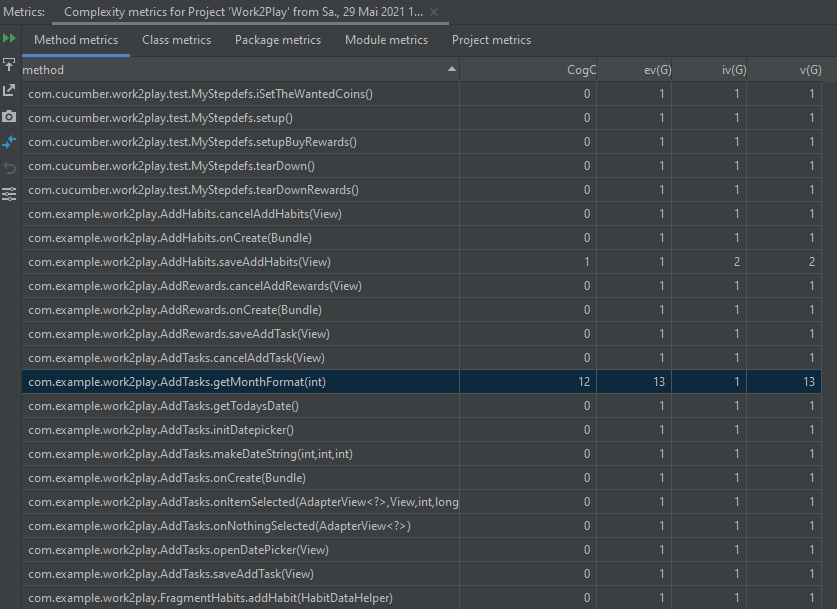 Metrics: Complexity metrics for Project 'Work2Play' from Sa., 29 Mai 2021 1...
Method metrics Class metrics Package metrics Module metrics Project metrics
method CogC ev(G) iv(G) v(G)
com.cucumber.work2play.test.MyStepdefs.iSetTheWantedCoins() 0 1 1 1
com.cucumber.work2play.test.MyStepdefs.setup() 0 1 1 1
com.cucumber.work2play.test.MyStepdefs.setupBuyRewards() 0 1 1 1
com.cucumber.work2play.test.MyStepdefs.tearDown() 0 1 1 1
com.cucumber.work2play.test.MyStepdefs.tearDownRewards() 0 1 1 1
com.example.work2play.AddHabits.cancelAddHabits(View) 0 1 1 1
com.example.work2play.AddHabits.onCreate(Bundle) 0 1 1 1
com.example.work2play.AddHabits.saveAddHabits(View) 1 1 2 2
com.example.work2play.AddRewards.cancelAddRewards(View) 0 1 1 1
com.example.work2play.AddRewards.onCreate(Bundle) 0 1 1 1
com.example.work2play.AddRewards.saveAddTask(View) 0 1 1 1
com.example.work2play.AddTasks.cancelAddTask(View) 0 1 1 1
com.example.work2play.AddTasks.getMonthFormat(int) 12 13 1 13
com.example.work2play.AddTasks.getTodaysDate() 0 1 1 1
com.example.work2play.AddTasks.initDatepicker() 0 1 1 1
com.example.work2play.AddTasks.makeDateString(int,int,int) 0 1 1 1
com.example.work2play.AddTasks.onCreate(Bundle) 0 1 1 1
com.example.work2play.AddTasks.onItemSelected(AdapterView<?>,View,int,long 0 1 1 1
com.example.work2play.AddTasks.onNothingSelected(AdapterView<?>) 0 1 1 1
com.example.work2play.AddTasks.openDatePicker(View) 0 1 1 1
com.example.work2play.AddTasks.saveAddTask(View) 0 1 1 1
com.example.work2play.FragmentHabits.addHabit(HabitDataHelper) 0 1 1 1